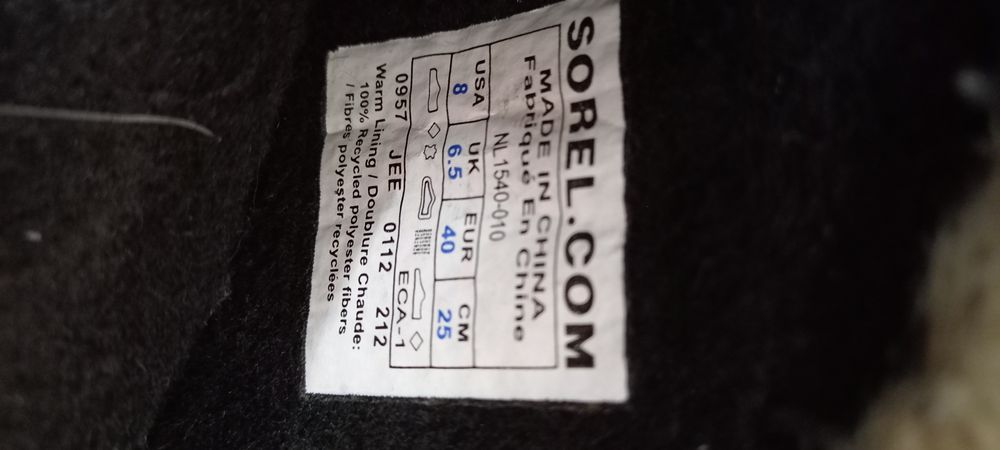 SOREL.COM
MADE IN CHINA
Fabriqué En Chine
NL1540-010
USA UK EUR CM
8 6.5 40 25
ECA-1
0957 JEE 0112 212
Warm Lining / Doublure Chaude:
100% Recycled polyester fibers
/ Fibres polyester recyclées